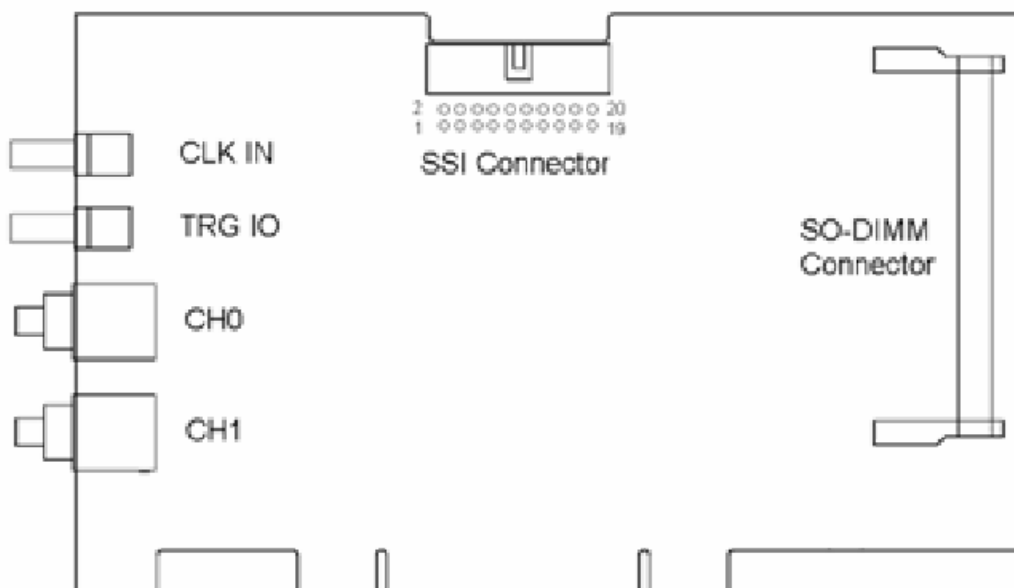 2 20
1 19
SSI Connector
CLK IN
TRG IO
SO-DIMM
Connector
CH0
CH1